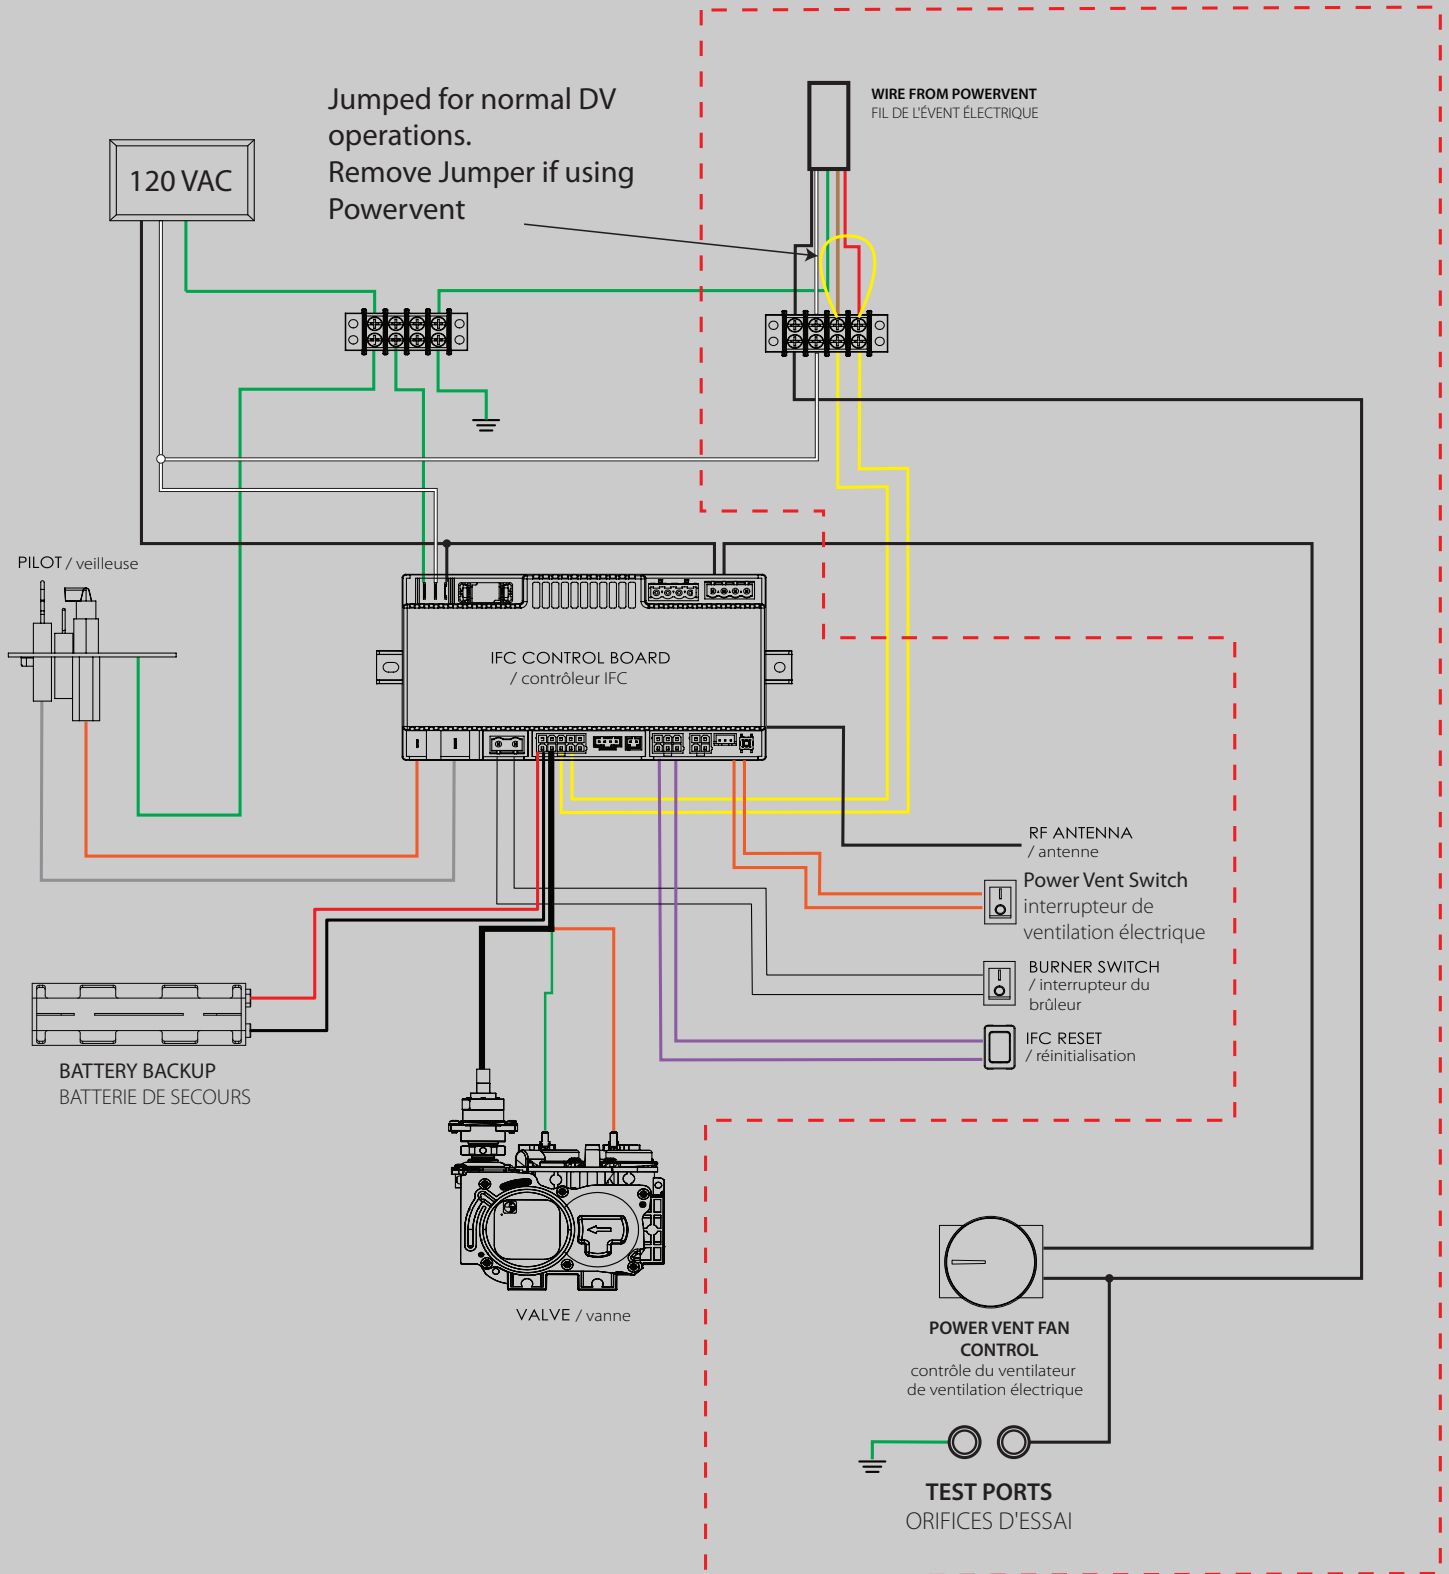 Jumped for normal DV
operations.
Remove Jumper if using
Powervent
WIRE FROM POWERVENT
FIL DE L'ÉVENT ÉLECTRIQUE
120 VAC
PILOT / veilleuse
IFC CONTROL BOARD
/ contrôleur IFC
RF ANTENNA
/ antenne
Power Vent Switch
interrupteur de
ventilation électrique
BURNER SWITCH
/ interrupteur du
brûleur
IFC RESET
/ réinitialisation
BATTERY BACKUP
BATTERIE DE SECOURS
VALVE / vanne
POWER VENT FAN
CONTROL
contrôle du ventilateur
de ventilation électrique
TEST PORTS
ORIFICES D'ESSAI